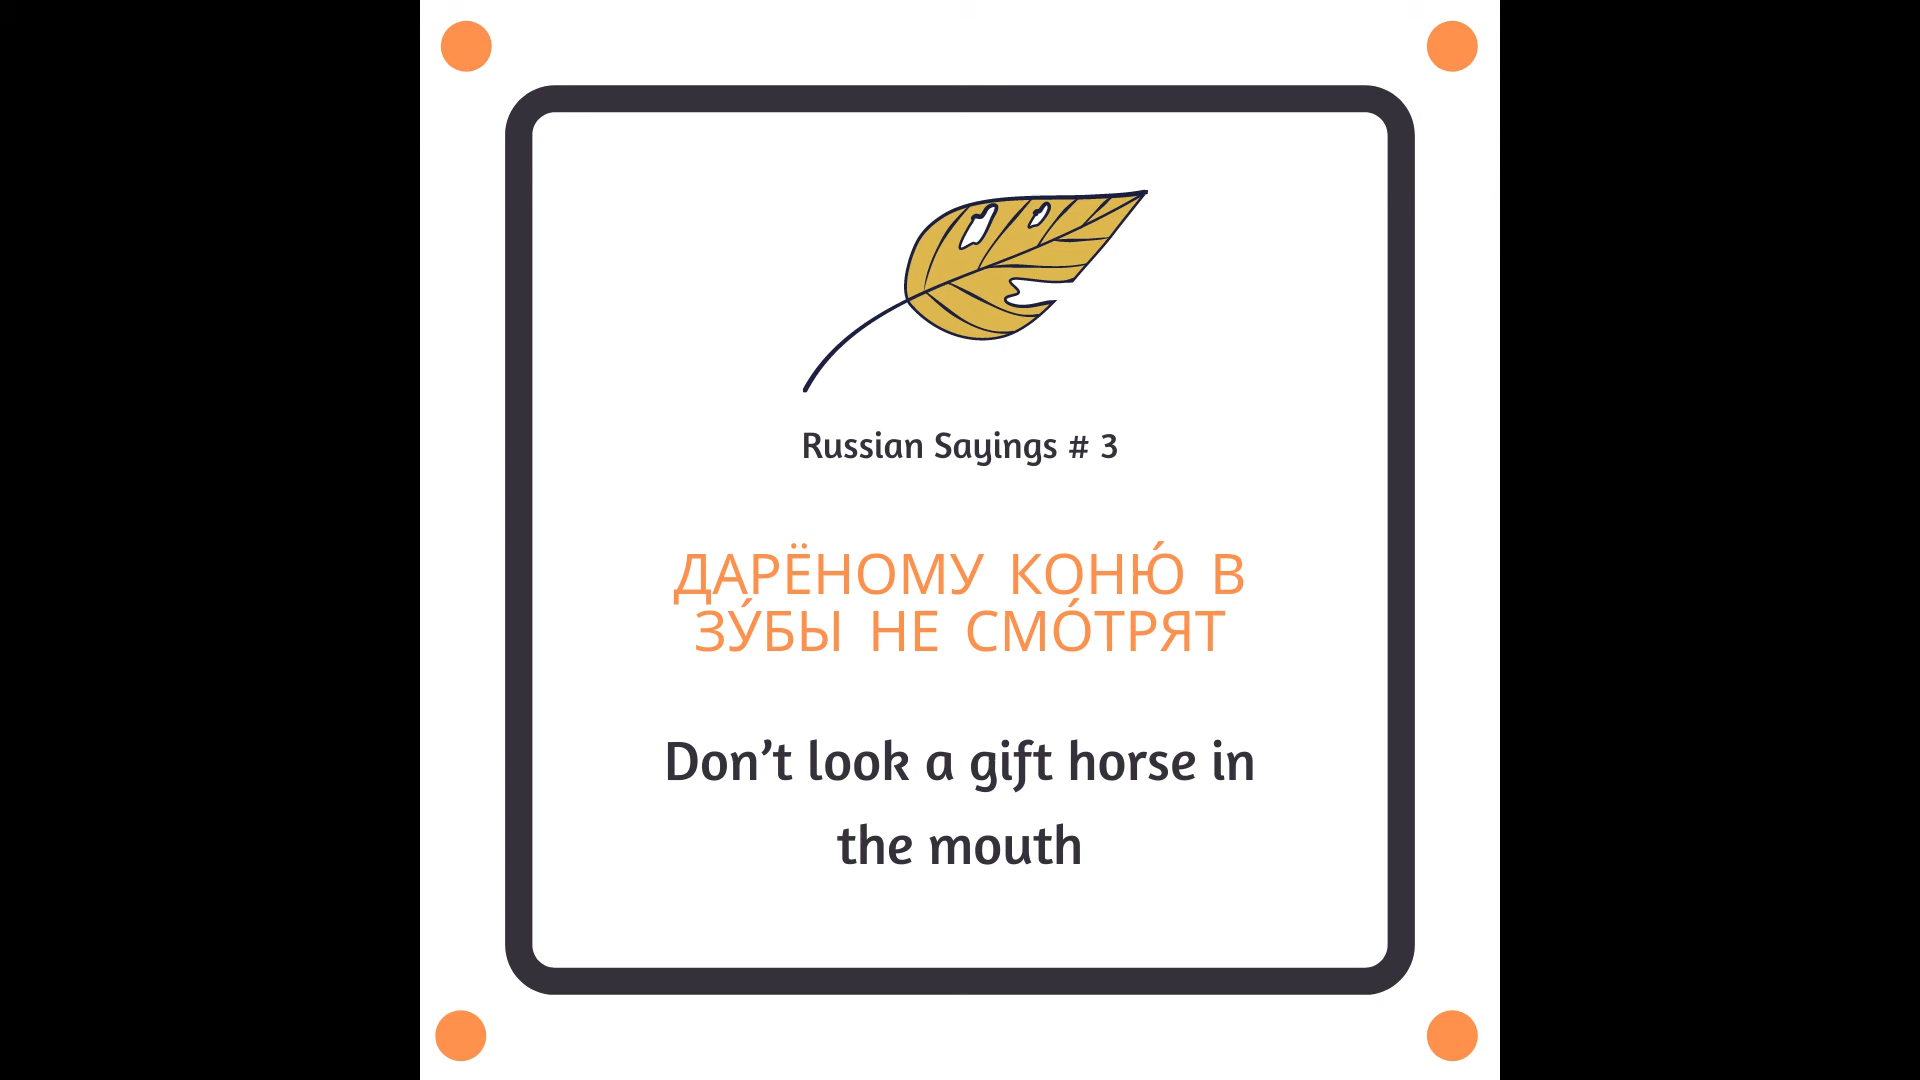 Russian Sayings # 3
ДАРЁНОМУ КОНЮ́ В
ЗУ́БЫ НЕ СМО́ТРЯТ
Don’t look a gift horse in
the mouth